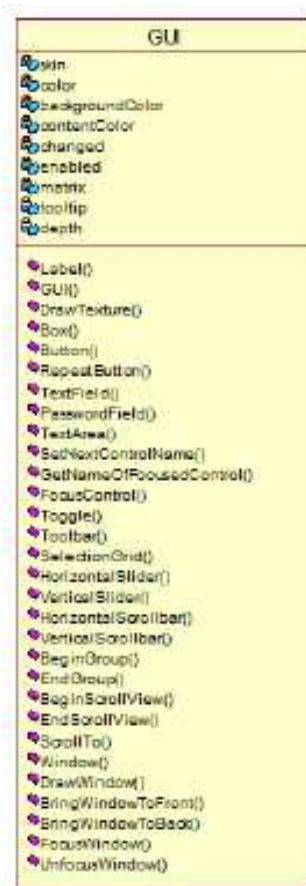 GUI
skin
color
backgroundColor
contentColor
changed
enabled
matrix
tooltip
depth
Label()
GUI()
DrawTexture()
Box()
Button()
RepeatButton()
TextField()
PasswordField()
TextArea()
SetNextControlName()
GetNameOfFocusedControl()
FocusControl()
Toggle()
Toolbar()
SelectionGrid()
HorizontalSlider()
VerticalSlider()
HorizontalScrollbar()
VerticalScrollbar()
BeginGroup()
EndGroup()
BeginScrollView()
EndScrollView()
ScrollTo()
Window()
DrawWindow()
BringWindowToFront()
BringWindowToBack()
FocusWindow()
UnfocusWindow()